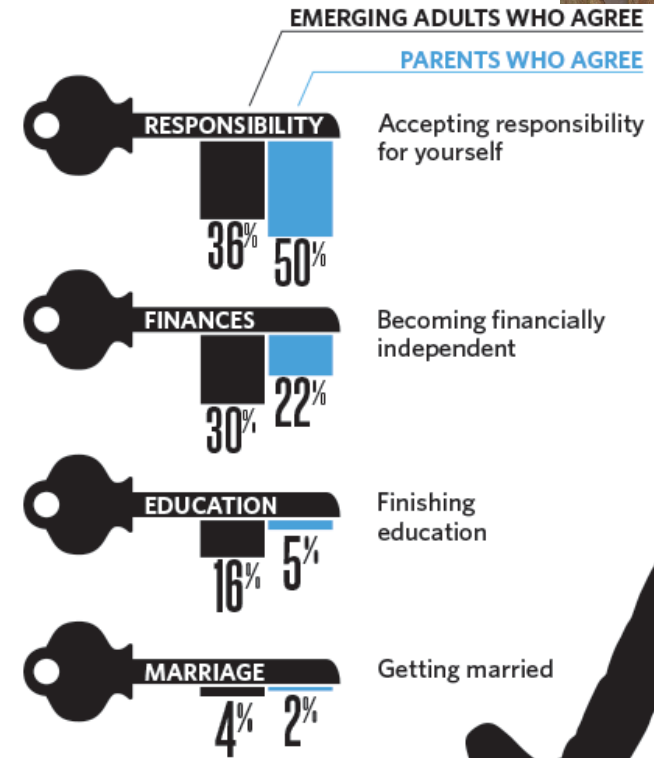 EMERGING ADULTS WHO AGREE
PARENTS WHO AGREE
RESPONSIBILITY
Accepting responsibility
for yourself
36%
50%
FINANCES
Becoming financially
independent
30%
22%
EDUCATION
Finishing
education
16%
5%
MARRIAGE
Getting married
4%
2%